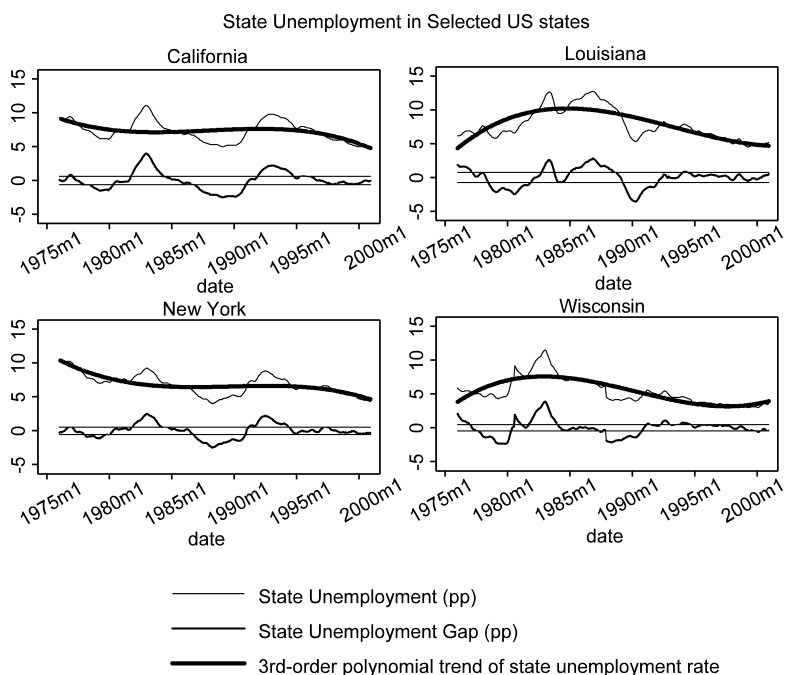 State Unemployment in Selected US states
California
15
10
5
0
-5
1975m1 1980m1 1985m1 1990m1 1995m1 2000m1
date
Louisiana
15
10
5
0
-5
1975m1 1980m1 1985m1 1990m1 1995m1 2000m1
date
New York
15
10
5
0
-5
1975m1 1980m1 1985m1 1990m1 1995m1 2000m1
date
Wisconsin
15
10
5
0
-5
1975m1 1980m1 1985m1 1990m1 1995m1 2000m1
date
State Unemployment (pp)
State Unemployment Gap (pp)
3rd-order polynomial trend of state unemployment rate